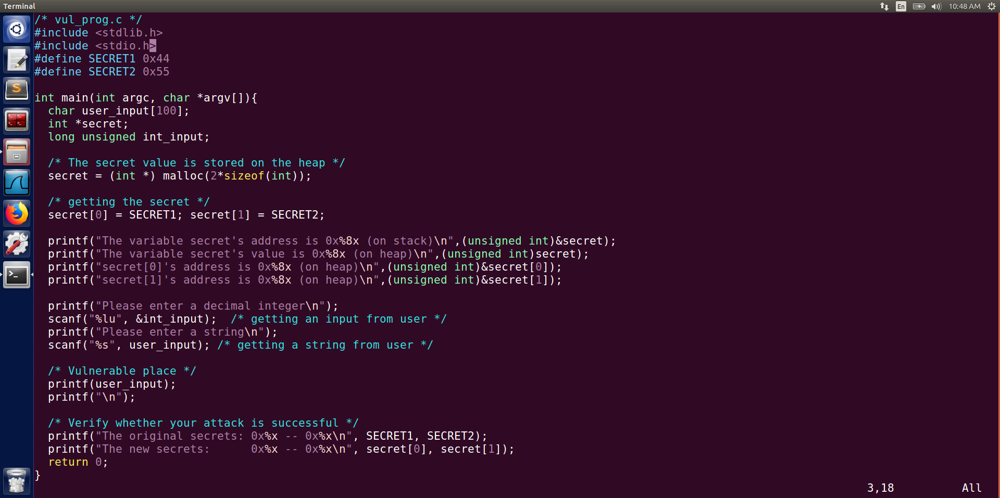 Terminal
En
10:48 AM
/* vul_prog.c */
#include <stdlib.h>
#include <stdio.h>
#define SECRET1 0x44
#define SECRET2 0x55

int main(int argc, char *argv[]){
  char user_input[100];
  int *secret;
  long unsigned int_input;

  /* The secret value is stored on the heap */
  secret = (int *) malloc(2*sizeof(int));

  /* getting the secret */
  secret[0] = SECRET1; secret[1] = SECRET2;

  printf("The variable secret's address is 0x%8x (on stack)\n",(unsigned int)&secret);
  printf("The variable secret's value is 0x%8x (on heap)\n",(unsigned int)secret);
  printf("secret[0]'s address is 0x%8x (on heap)\n",(unsigned int)&secret[0]);
  printf("secret[1]'s address is 0x%8x (on heap)\n",(unsigned int)&secret[1]);

  printf("Please enter a decimal integer\n");
  scanf("%lu", &int_input);  /* getting an input from user */
  printf("Please enter a string\n");
  scanf("%s", user_input); /* getting a string from user */

  /* Vulnerable place */
  printf(user_input);
  printf("\n");

  /* Verify whether your attack is successful */
  printf("The original secrets: 0x%x -- 0x%x\n", SECRET1, SECRET2);
  printf("The new secrets:      0x%x -- 0x%x\n", secret[0], secret[1]);
  return 0;
}
3,18 All